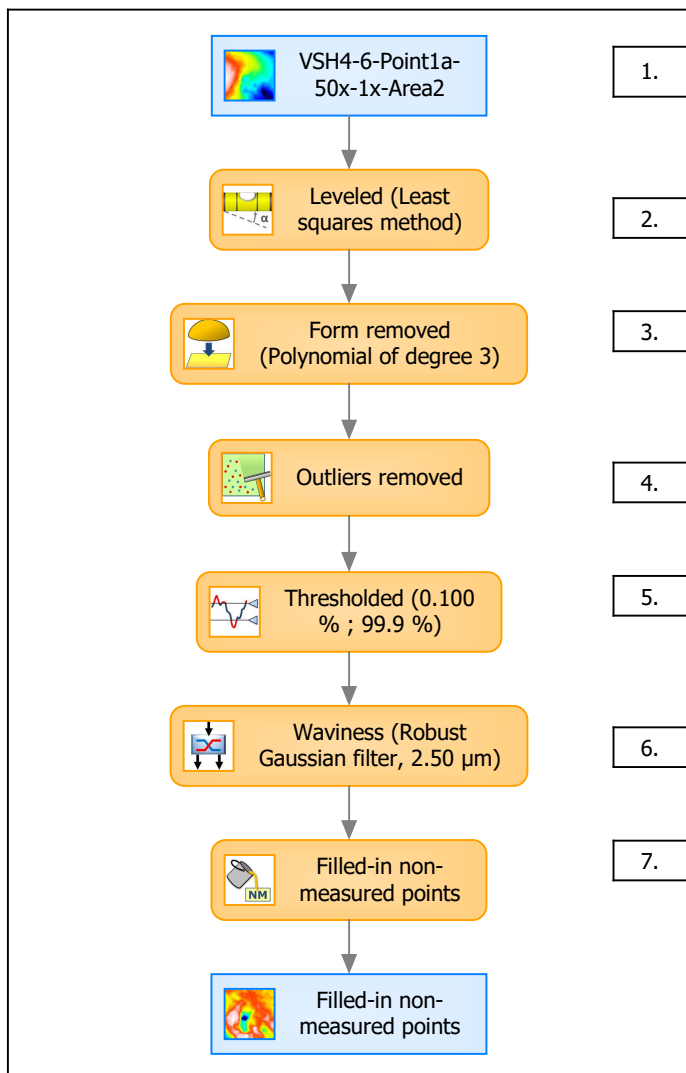 VSH4-6-Point1a-
50x-1x-Area2
1.
α
Leveled (Least
squares method)
2.
Form removed
(Polynomial of degree 3)
3.
Outliers removed
4.
Thresholded (0.100
% ; 99.9 %)
5.
Waviness (Robust
Gaussian filter, 2.50 µm)
6.
NM
Filled-in non-
measured points
7.
Filled-in non-
measured points